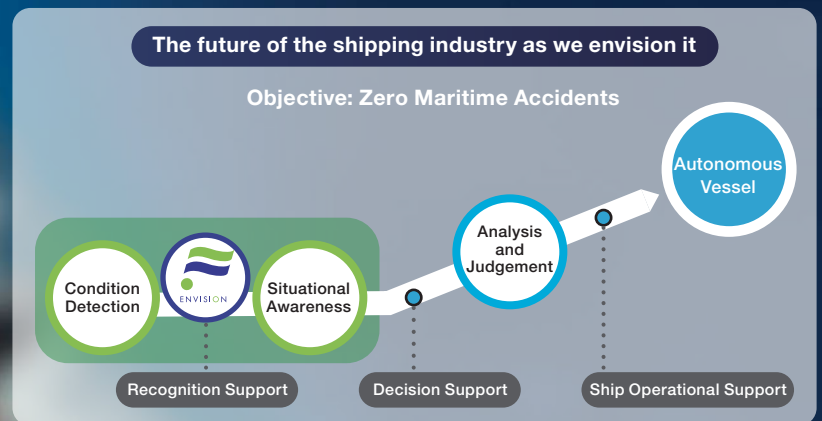 The future of the shipping industry as we envision it
Objective: Zero Maritime Accidents
Autonomous
Vessel
Analysis
and
Judgement
Condition
Detection
ENVISION
Situational
Awareness
Recognition Support
Decision Support
Ship Operational Support